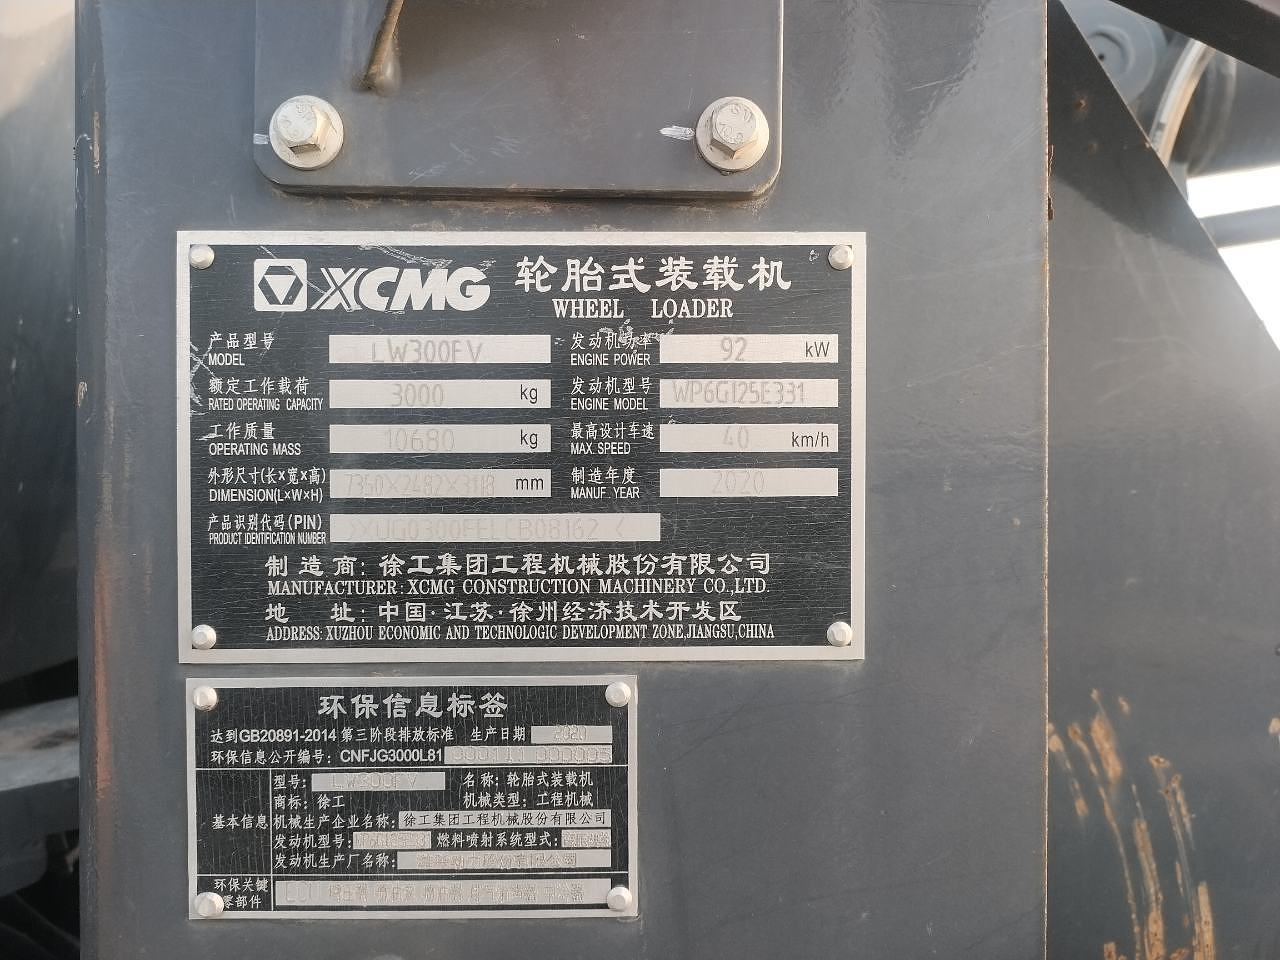 XCMG 轮胎式装载机
WHEEL LOADER
产品型号 LW300FV 发动机功率 92 kW
MODEL ENGINE POWER
额定工作载荷 3000 kg 发动机型号 WP6G125E331
RATED OPERATING CAPACITY ENGINE MODEL
工作质量 10680 kg 最高设计车速 40 km/h
OPERATING MASS MAX. SPEED
外形尺寸(长×宽×高) 7350×2482×3118 mm 制造年度 2020
DIMENSION(L×W×H) MANUF. YEAR
产品识别代码(PIN)
PRODUCT IDENTIFICATION NUMBER
制造商：徐工集团工程机械股份有限公司
MANUFACTURER: XCMG CONSTRUCTION MACHINERY CO.,LTD.
地 址：中国·江苏·徐州经济技术开发区
ADDRESS: XUZHOU ECONOMIC AND TECHNOLOGIC DEVELOPMENT ZONE,JIANGSU,CHINA
环保信息标签
达到GB20891-2014 第三阶段排放标准 生产日期 2020
环保信息公开编号：CNFJG3000L81
型号：LW300FV 名称：轮胎式装载机
商标：徐工 机械类型：工程机械
基本信息 机械生产企业名称：徐工集团工程机械股份有限公司
发动机型号： 燃料喷射系统型式：
发动机生产厂名称：
环保关键
零部件